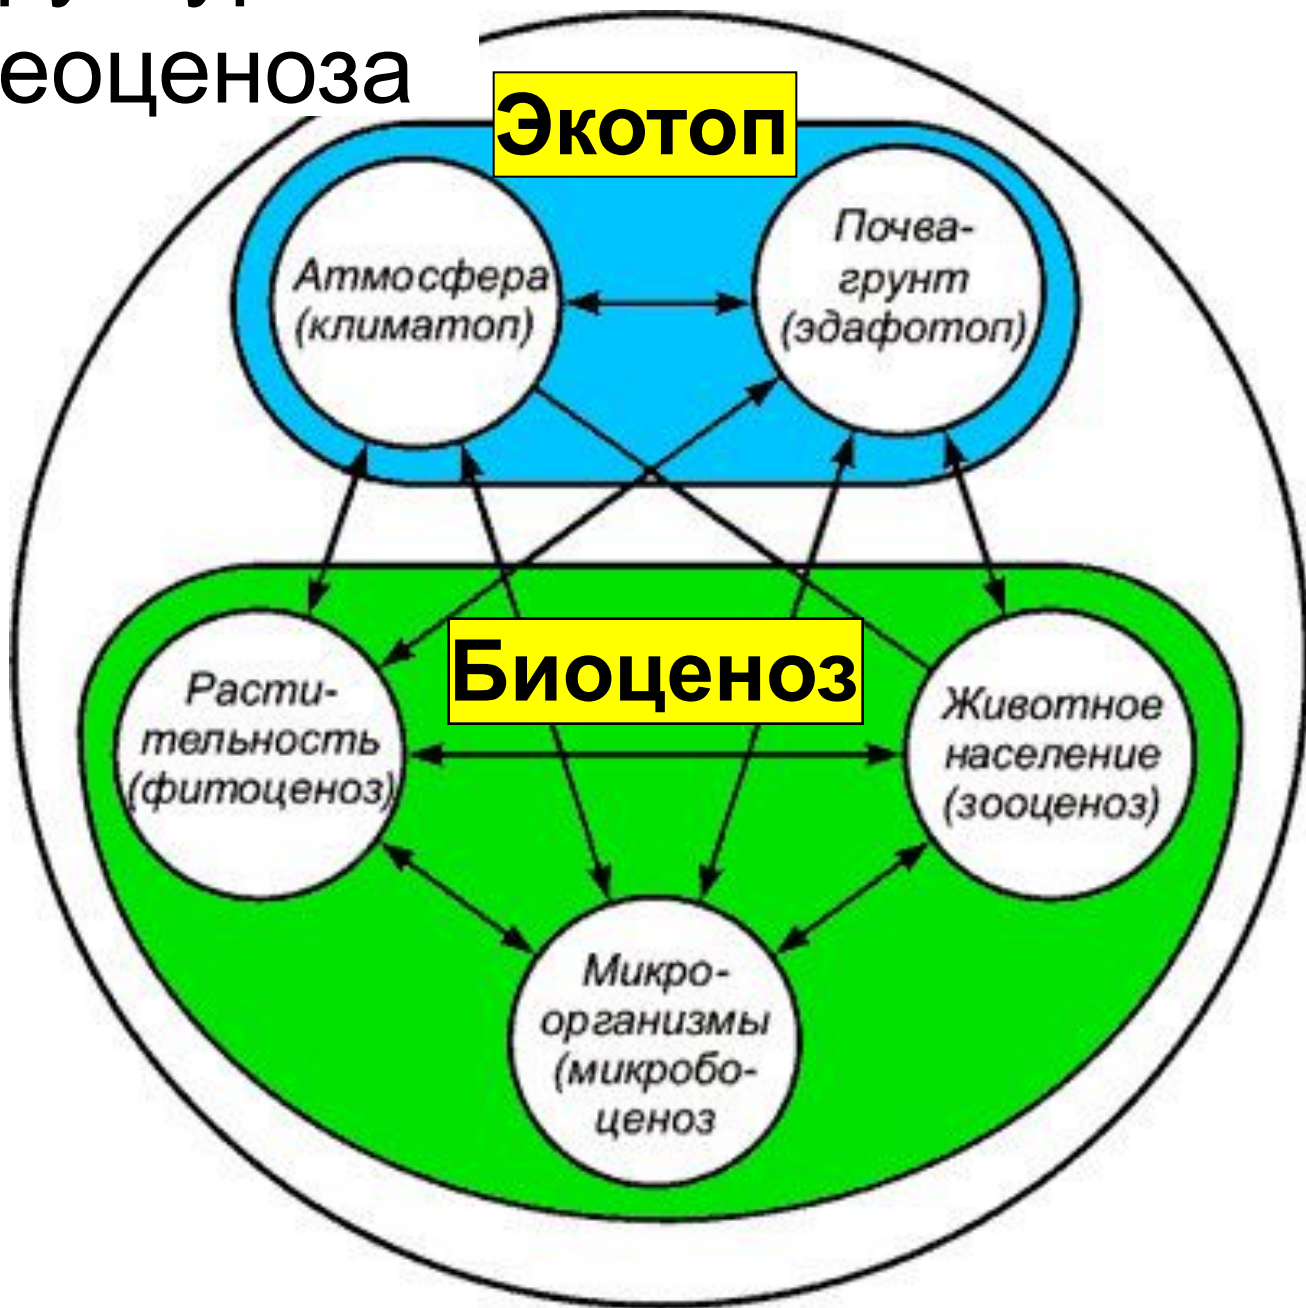 еоценоза
Экотоп
Атмосфера
(климатоп)
Почва-
грунт
(эдафотоп)
Биоценоз
Расти-
тельность
(фитоценоз)
Животное
население
(зооценоз)
Микро-
организмы
(микробо-
ценоз